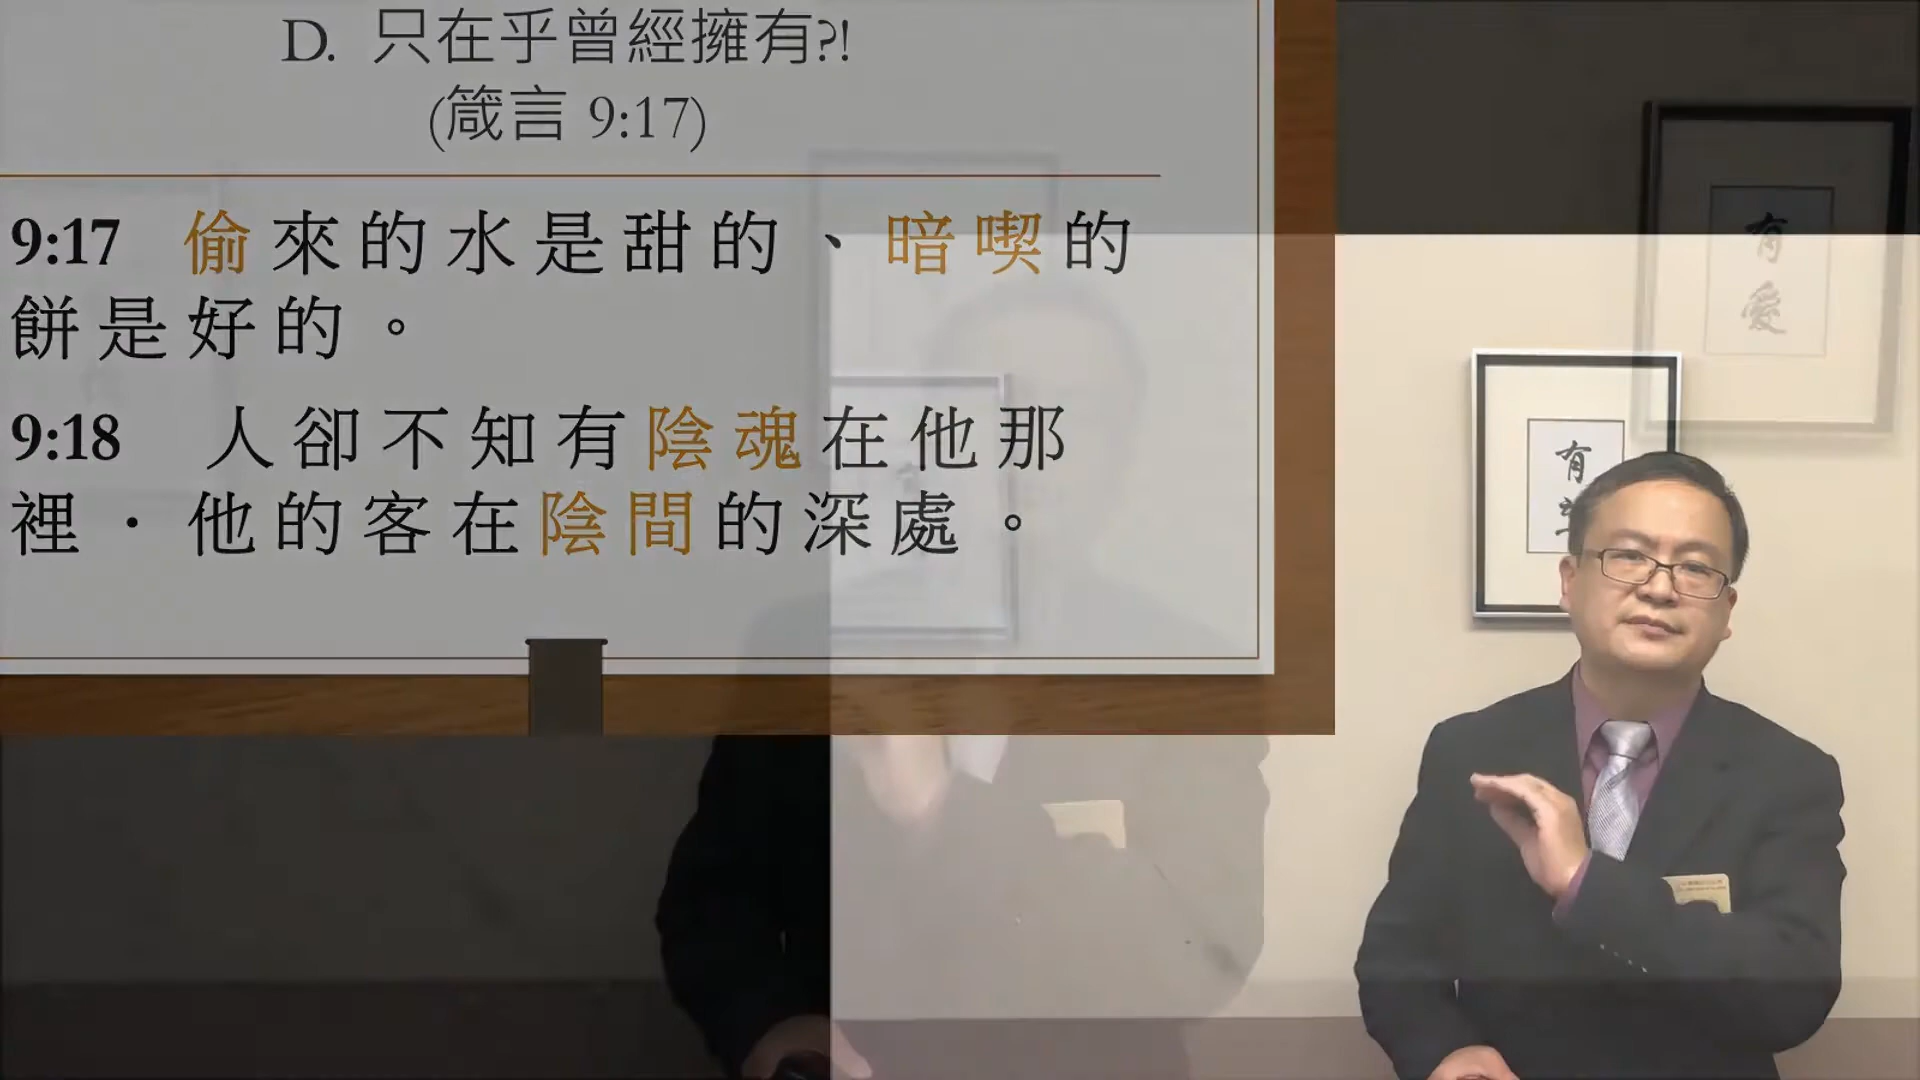 D. 只在乎曾經擁有?!
(箴言 9:17)
9:17 偷來的水是甜的、暗喫的
餅是好的。
9:18 人卻不知有陰魂在他那
裡．他的客在陰間的深處。
有
愛
有